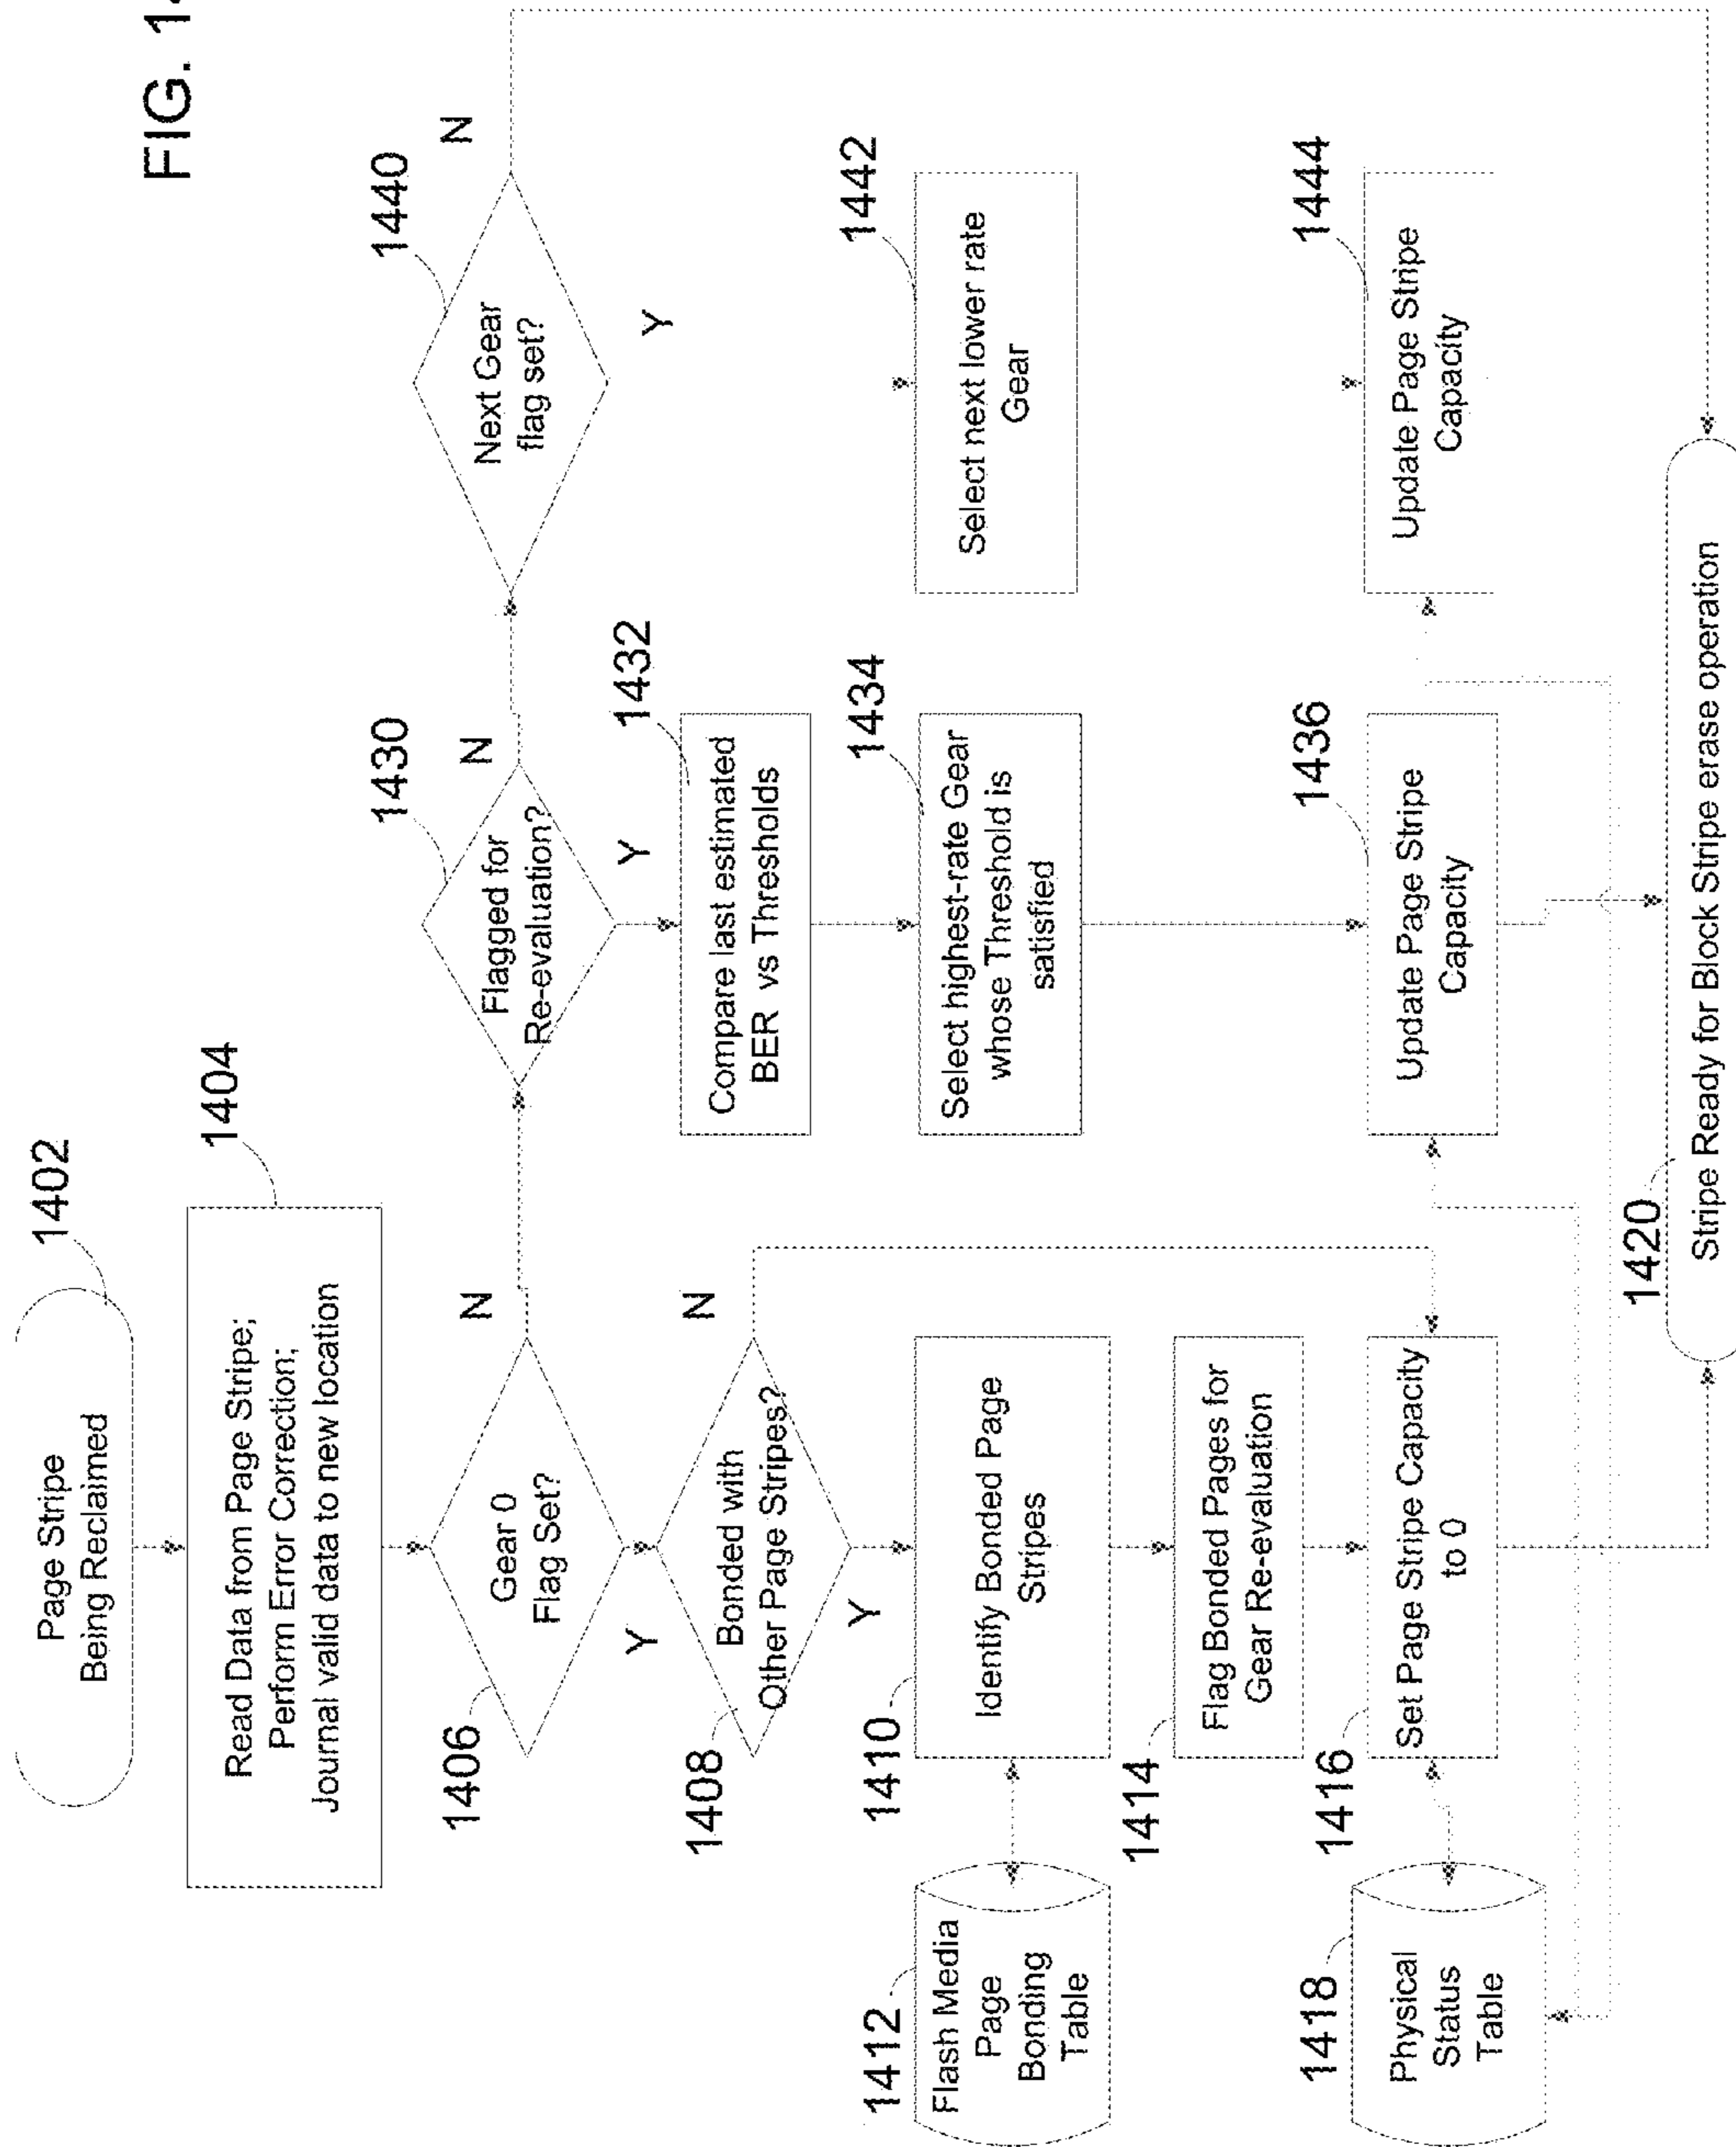 FIG. 14
1402
Page Stripe
Being Reclaimed
1404
Read Data from Page Stripe;
Perform Error Correction;
Journal valid data to new location
1406
Gear 0
Flag Set?
N
Y
1408
Bonded with
Other Page Stripes?
N
Y
1410
Identify Bonded Page
Stripes
1412
Flash Media
Page
Bonding
Table
1414
Flag Bonded Pages for
Gear Re-evaluation
1416
Set Page Stripe Capacity
to 0
1418
Physical
Status
Table
1430
Flagged for
Re-evaluation?
N
Y
1432
Compare last estimated
BER vs Thresholds
1434
Select highest-rate Gear
whose Threshold is
satisfied
1436
Update Page Stripe
Capacity
1440
Next Gear
flag set?
N
Y
1442
Select next lower rate
Gear
1444
Update Page Stripe
Capacity
1420
Stripe Ready for Block Stripe erase operation